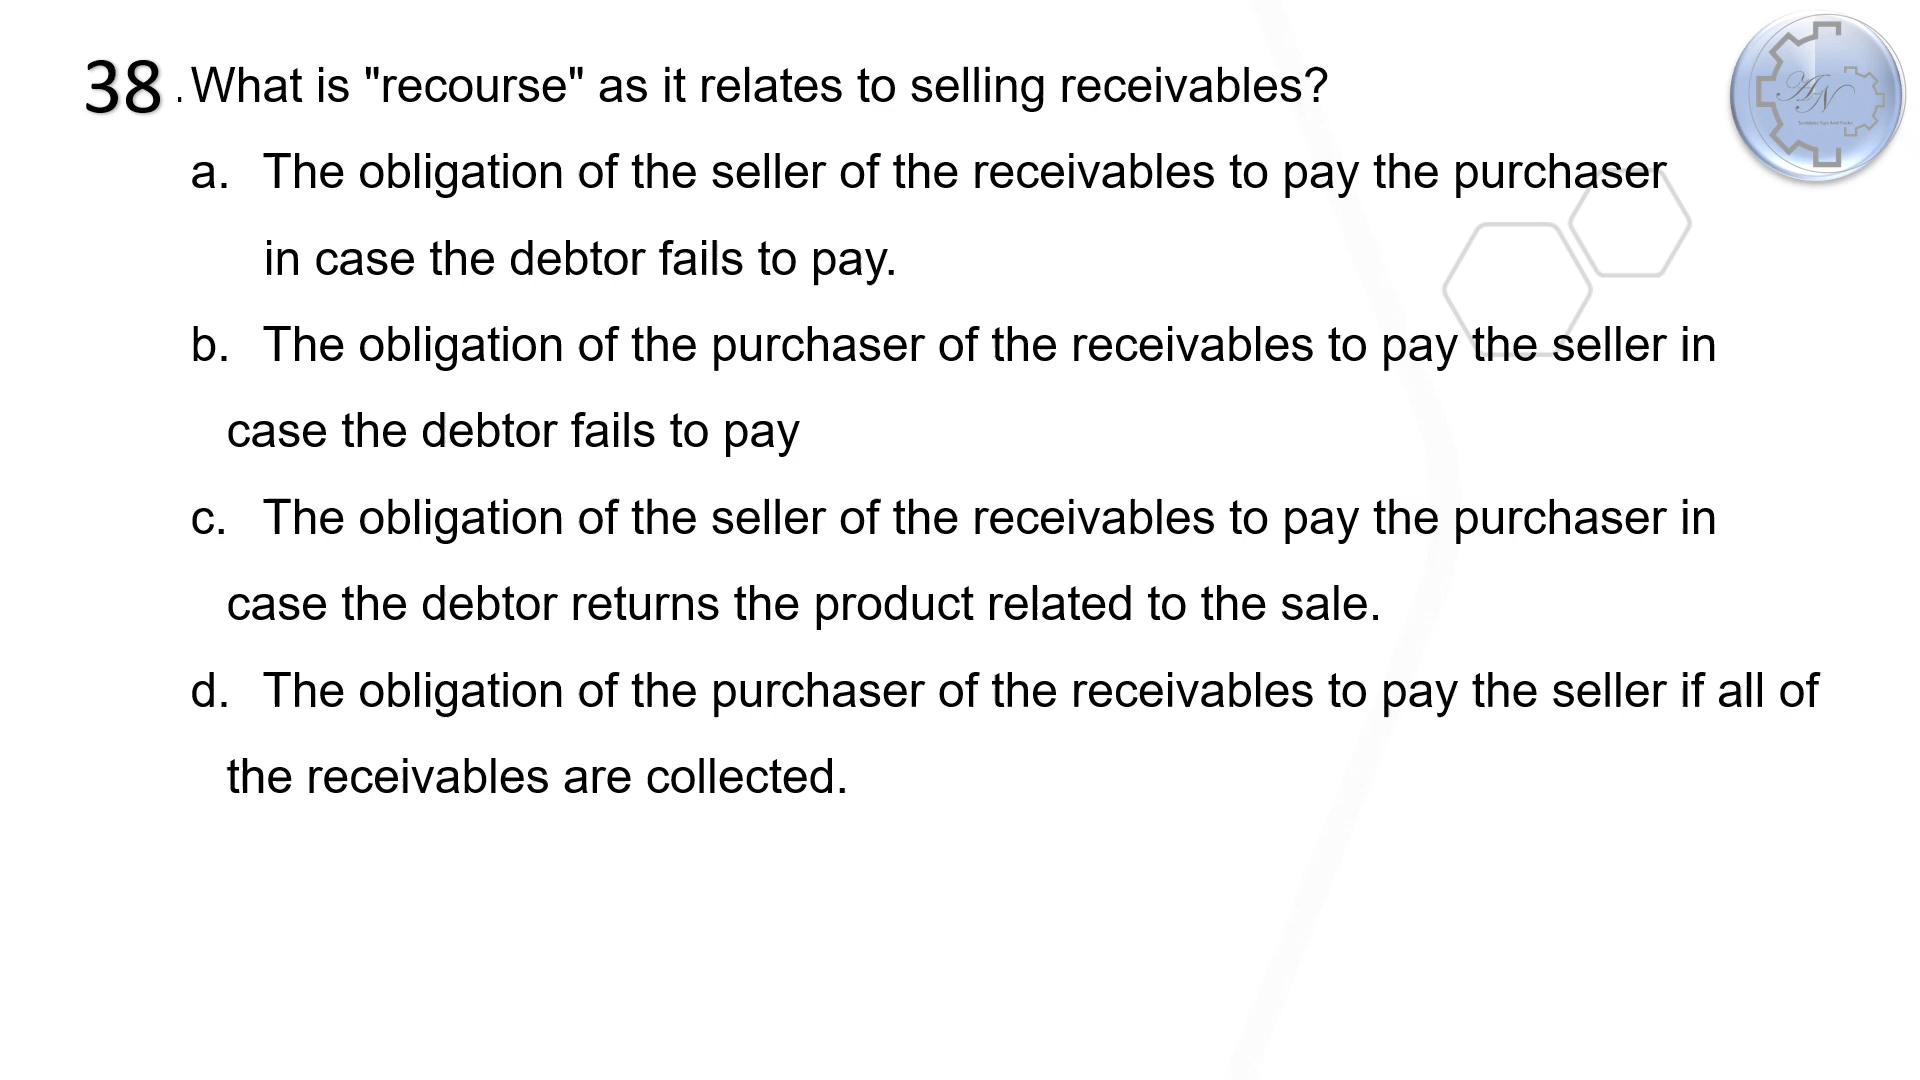 38 . What is "recourse" as it relates to selling receivables?
a. The obligation of the seller of the receivables to pay the purchaser
in case the debtor fails to pay.
b. The obligation of the purchaser of the receivables to pay the seller in
case the debtor fails to pay
c. The obligation of the seller of the receivables to pay the purchaser in
case the debtor returns the product related to the sale.
d. The obligation of the purchaser of the receivables to pay the seller if all of
the receivables are collected.
AN